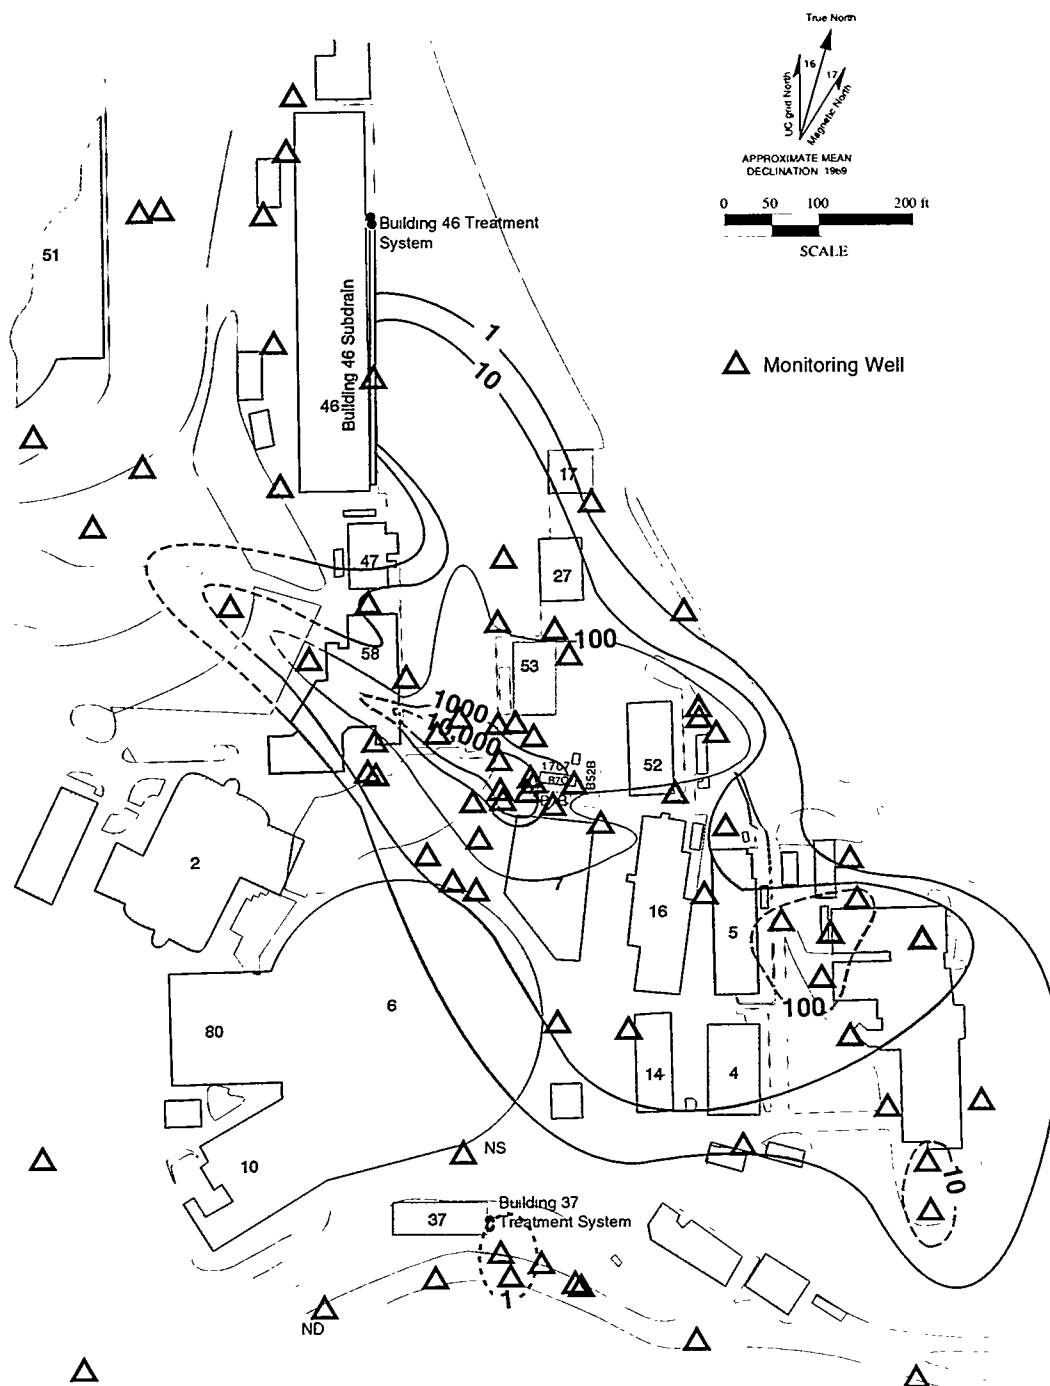 True North
16
17
UC grid North
Magnetic North
APPROXIMATE MEAN
DECLINATION 1969
0 50 100 200 ft
SCALE
Monitoring Well
51
Building 46 Treatment
System
Building 46 Subdrain
46
1
10
17
47
27
58
53
100
1000
10,000
52
B52B
2
7
16
5
100
6
80
14
4
10
NS
10
37
Building 37
Treatment System
1
ND